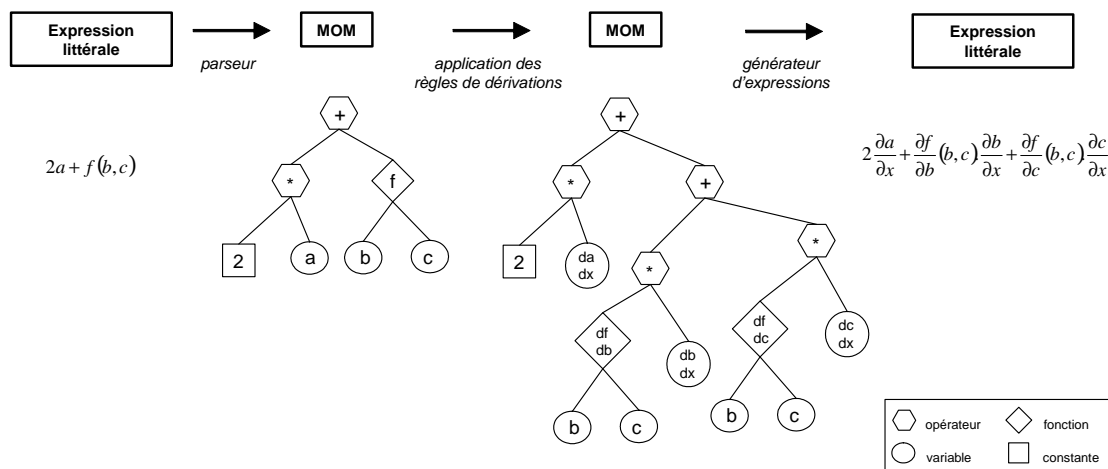 Expression
littérale
MOM
MOM
Expression
littérale
parseur
application des
règles de dérivations
générateur
d'expressions
2a + f(b,c)
2 ∂a/∂x + ∂f/∂b (b,c).∂b/∂x + ∂f/∂c (b,c).∂c/∂x
+
*
f
2
a
b
c
+
*
+
2
da
dx
*
*
df
db
db
dx
df
dc
dc
dx
b
c
b
c
opérateur
fonction
variable
constante